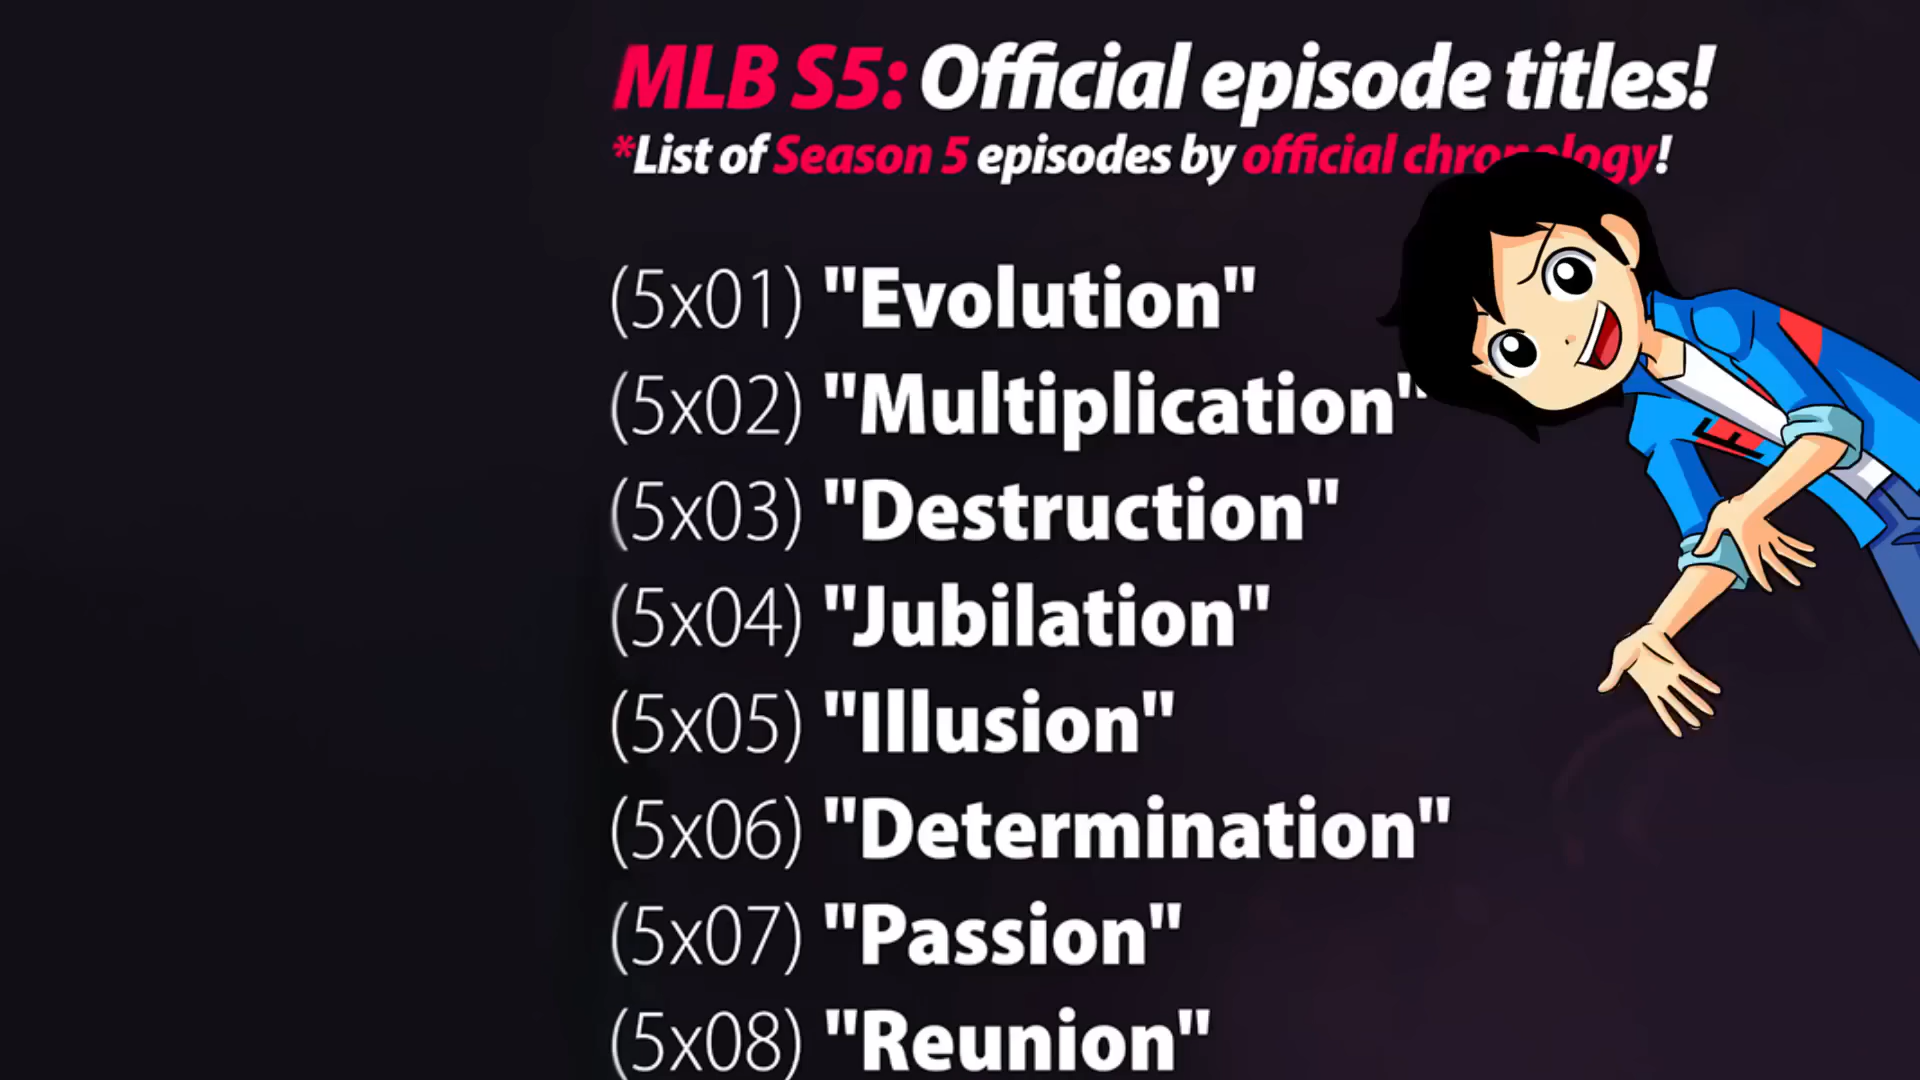 MLB S5: Official episode titles!
*List of Season 5 episodes by official chronology!
(5x01) "Evolution"
(5x02) "Multiplication"
(5x03) "Destruction"
(5x04) "Jubilation"
(5x05) "Illusion"
(5x06) "Determination"
(5x07) "Passion"
(5x08) "Reunion"